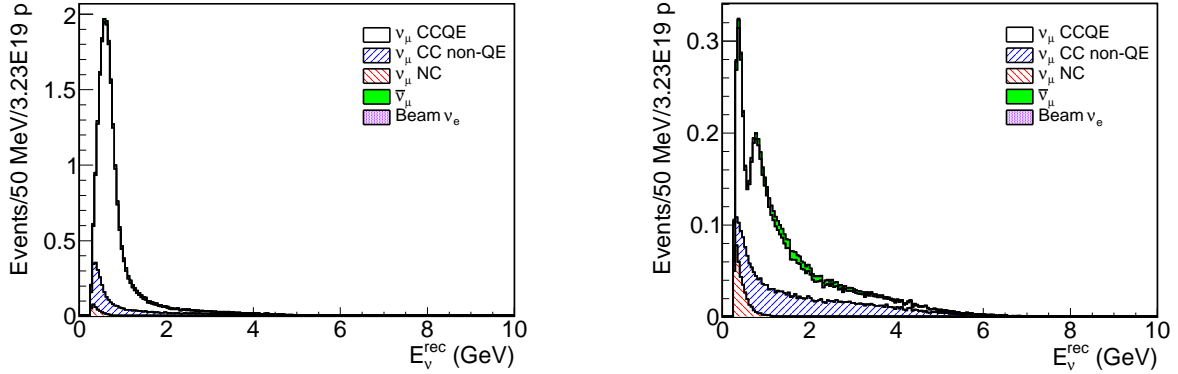 Events/50 MeV/3.23E19 p
2
1.5
1
0.5
0
0 2 4 6 8 10
E_ν^rec (GeV)
ν_μ CCQE
ν_μ CC non-QE
ν_μ NC
ν̅_μ
Beam ν_e
Events/50 MeV/3.23E19 p
0.3
0.2
0.1
0
0 2 4 6 8 10
E_ν^rec (GeV)
ν_μ CCQE
ν_μ CC non-QE
ν_μ NC
ν̅_μ
Beam ν_e